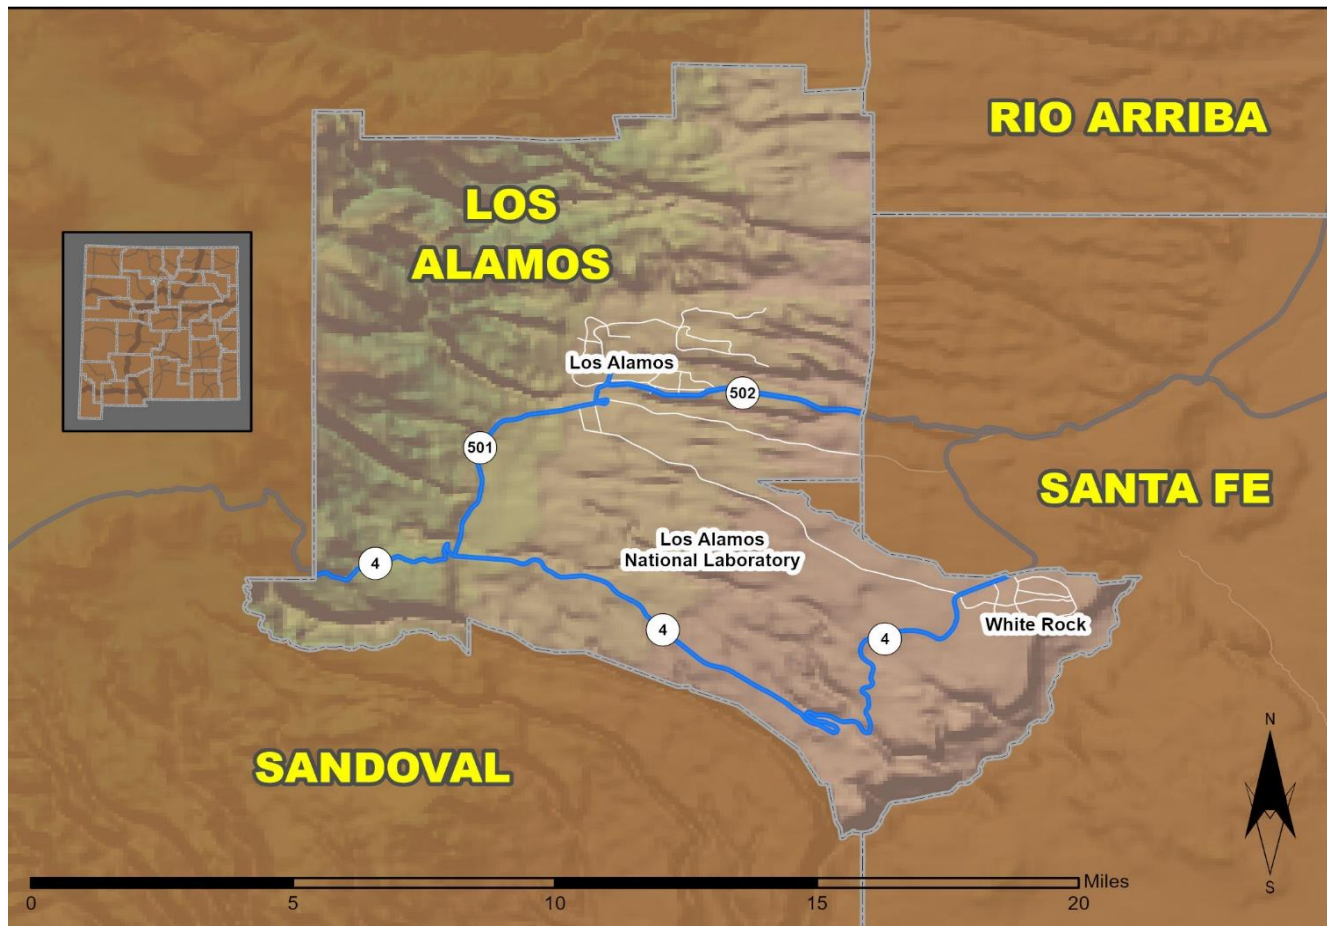 RIO ARRIBA
LOS
ALAMOS
Los Alamos
502
501
SANTA FE
Los Alamos
National Laboratory
4
4
4
White Rock
SANDOVAL
N
S
Miles
0
5
10
15
20